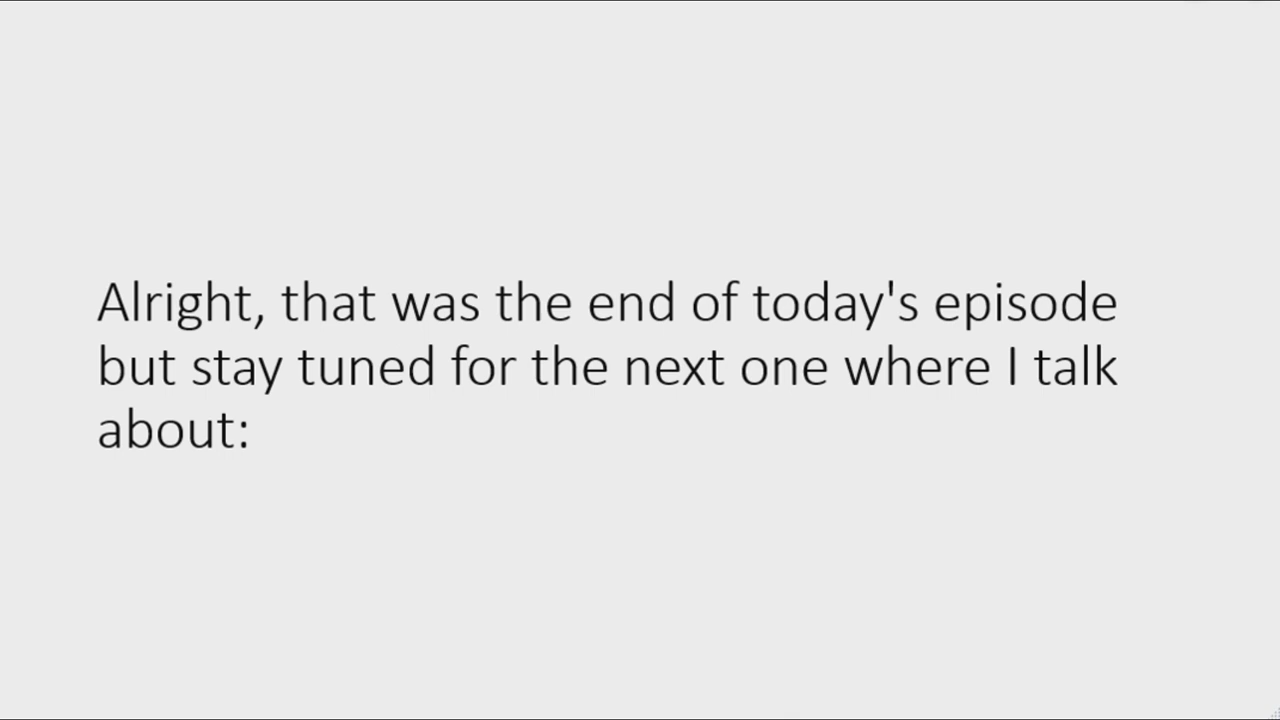 Alright, that was the end of today's episode
but stay tuned for the next one where I talk
about: